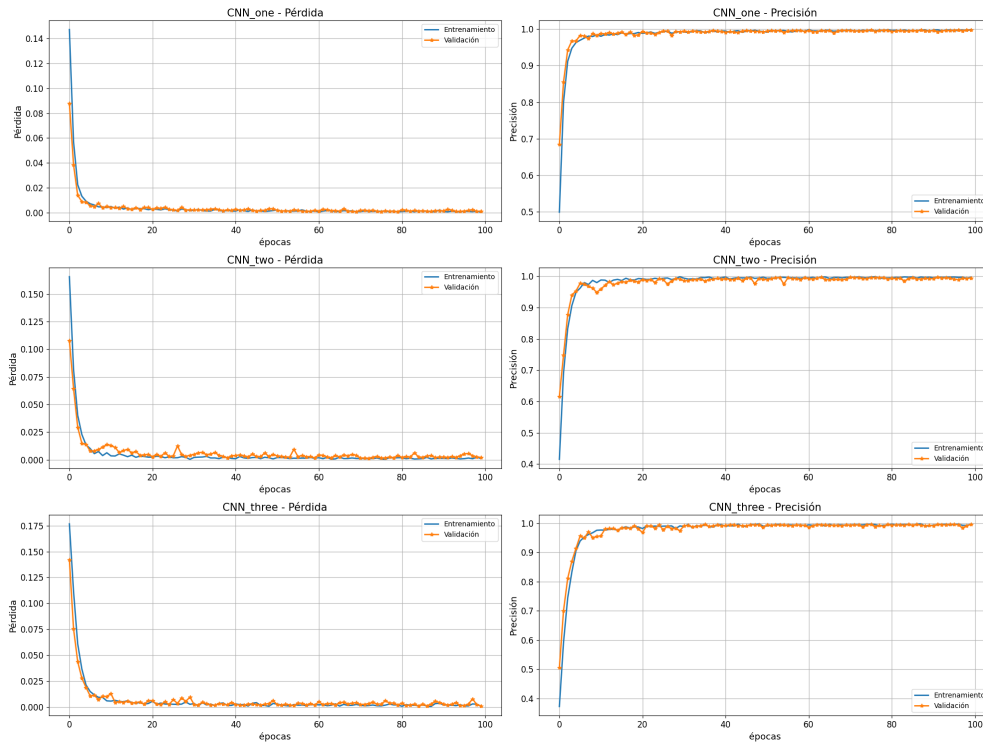 CNN_one - Pérdida
Pérdida
0.14
0.12
0.10
0.08
0.06
0.04
0.02
0.00
0
20
40
60
80
100
épocas
Entrenamiento
Validación
CNN_one - Precisión
Precisión
1.0
0.9
0.8
0.7
0.6
0.5
0
20
40
60
80
100
épocas
Entrenamiento
Validación
CNN_two - Pérdida
Pérdida
0.150
0.125
0.100
0.075
0.050
0.025
0.000
0
20
40
60
80
100
épocas
Entrenamiento
Validación
CNN_two - Precisión
Precisión
1.0
0.9
0.8
0.7
0.6
0.5
0.4
0
20
40
60
80
100
épocas
Entrenamiento
Validación
CNN_three - Pérdida
Pérdida
0.175
0.150
0.125
0.100
0.075
0.050
0.025
0.000
0
20
40
60
80
100
épocas
Entrenamiento
Validación
CNN_three - Precisión
Precisión
1.0
0.9
0.8
0.7
0.6
0.5
0.4
0
20
40
60
80
100
épocas
Entrenamiento
Validación